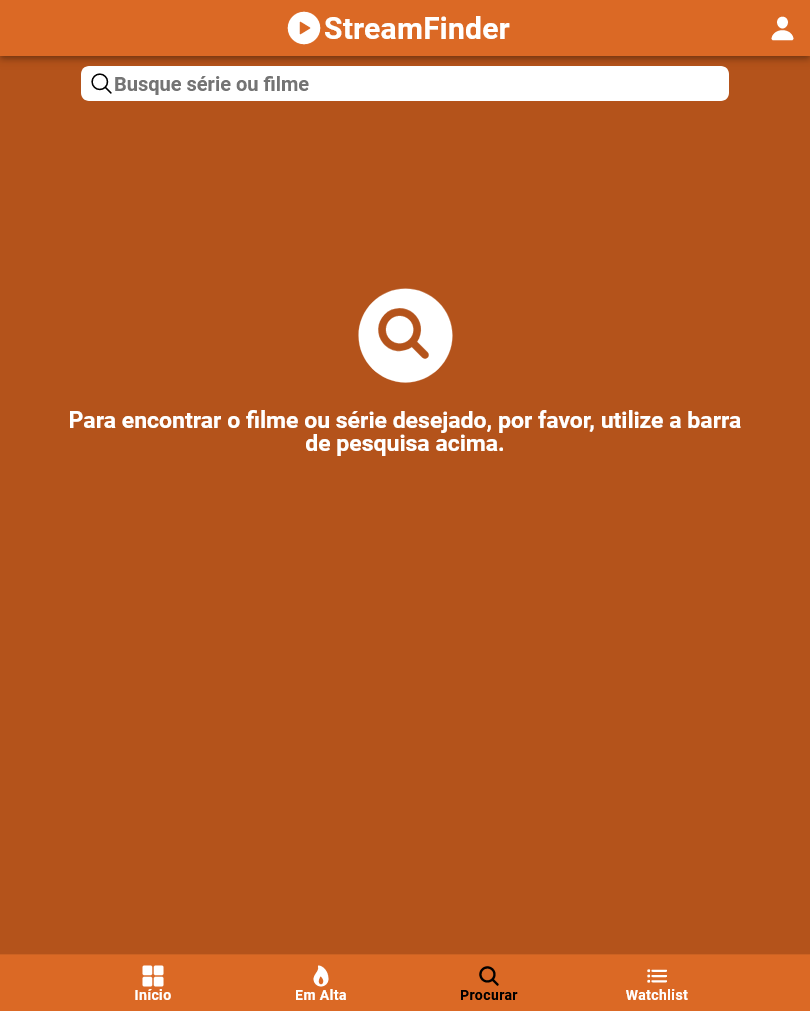 StreamFinder
Busque série ou filme
Para encontrar o filme ou série desejado, por favor, utilize a barra
de pesquisa acima.
Início
Em Alta
Procurar
Watchlist